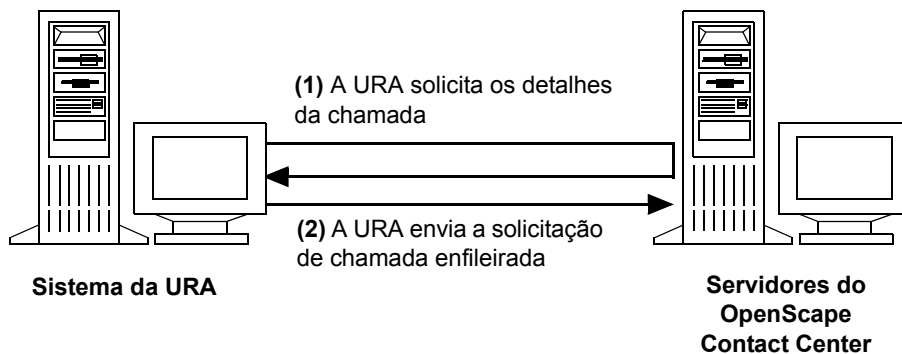 (1) A URA solicita os detalhes
da chamada
(2) A URA envia a solicitação
de chamada enfileirada
Sistema da URA
Servidores do
OpenScape
Contact Center